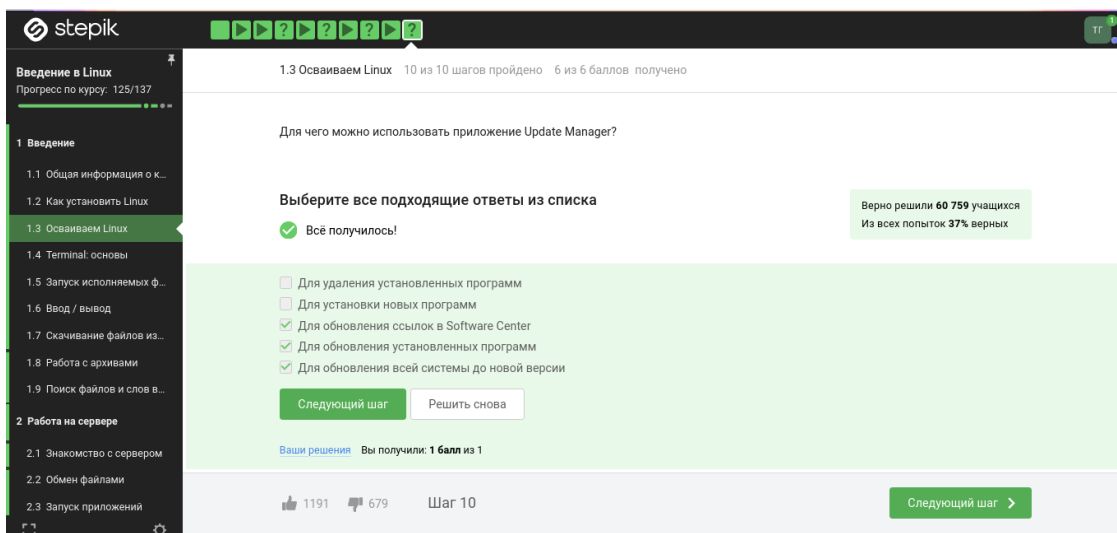 stepik
?
?
?
?
ТГ
1
Введение в Linux
Прогресс по курсу: 125/137
1 Введение
1.1 Общая информация о к...
1.2 Как установить Linux
1.3 Осваиваем Linux
1.4 Terminal: основы
1.5 Запуск исполняемых ф...
1.6 Ввод / вывод
1.7 Скачивание файлов из...
1.8 Работа с архивами
1.9 Поиск файлов и слов в...
2 Работа на сервере
2.1 Знакомство с сервером
2.2 Обмен файлами
2.3 Запуск приложений
1.3 Осваиваем Linux 10 из 10 шагов пройдено 6 из 6 баллов получено
Для чего можно использовать приложение Update Manager?
Выберите все подходящие ответы из списка
Всё получилось!
Верно решили 60 759 учащихся
Из всех попыток 37% верных
Для удаления установленных программ
Для установки новых программ
Для обновления ссылок в Software Center
Для обновления установленных программ
Для обновления всей системы до новой версии
Следующий шаг
Решить снова
Ваши решения Вы получили: 1 балл из 1
1191 679 Шаг 10
Следующий шаг